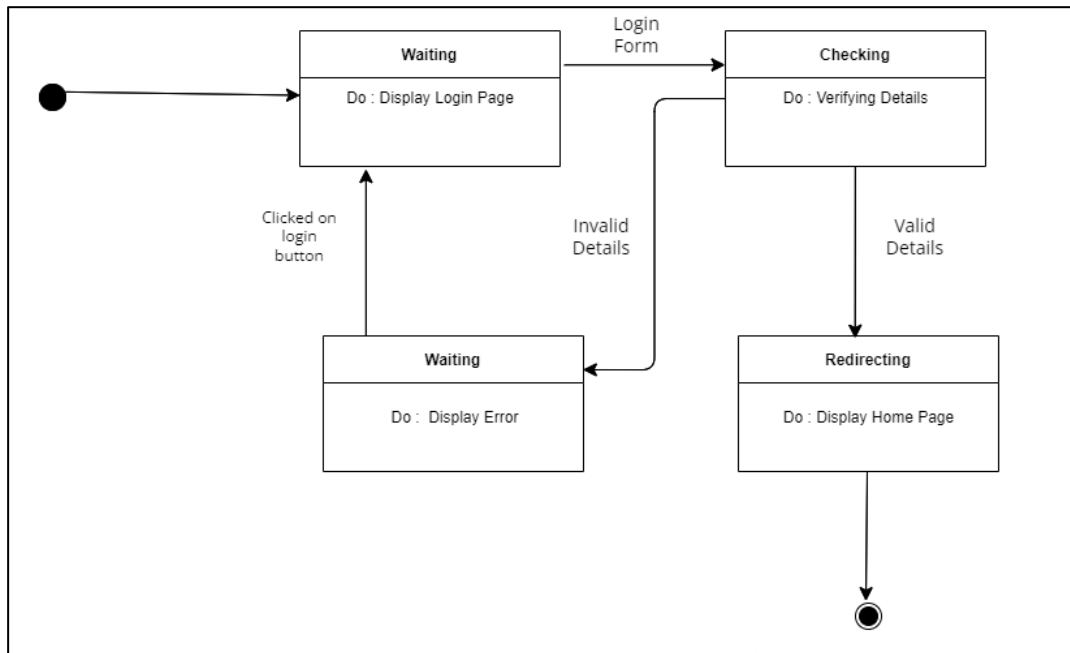 Waiting
Do : Display Login Page
Login
Form
Checking
Do : Verifying Details
Clicked on
login
button
Invalid
Details
Valid
Details
Waiting
Do :  Display Error
Redirecting
Do : Display Home Page